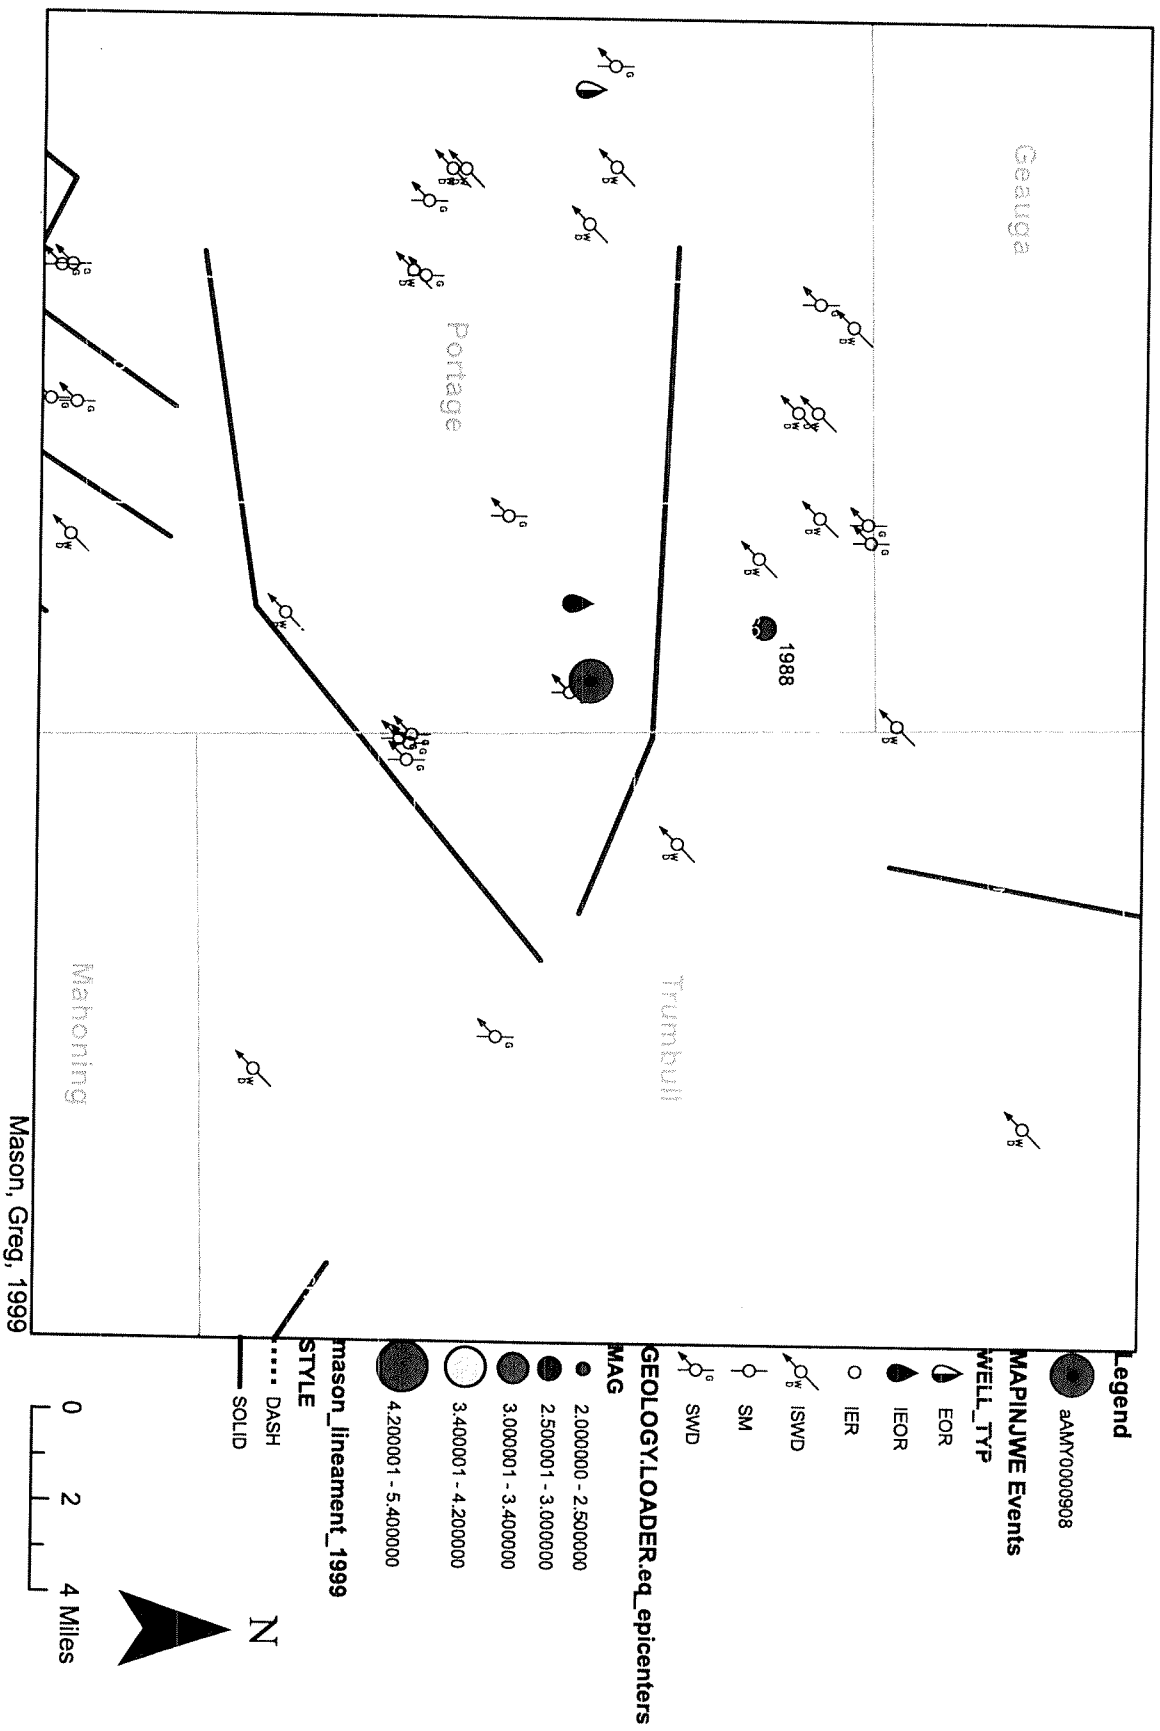 Geauga
Portage
Trumbull
Mahoning
1988
Mason, Greg, 1999
Legend
aAMY0000908
MAPINJWE Events
WELL_TYP
EOR
IEOR
IER
ISWD
SM
SWD
GEOLOGY.LOADER.eq_epicenters
MAG
2.000000 - 2.500000
2.500001 - 3.000000
3.000001 - 3.400000
3.400001 - 4.200000
4.200001 - 5.400000
mason_lineament_1999
STYLE
DASH
SOLID
0 2 4 Miles
N